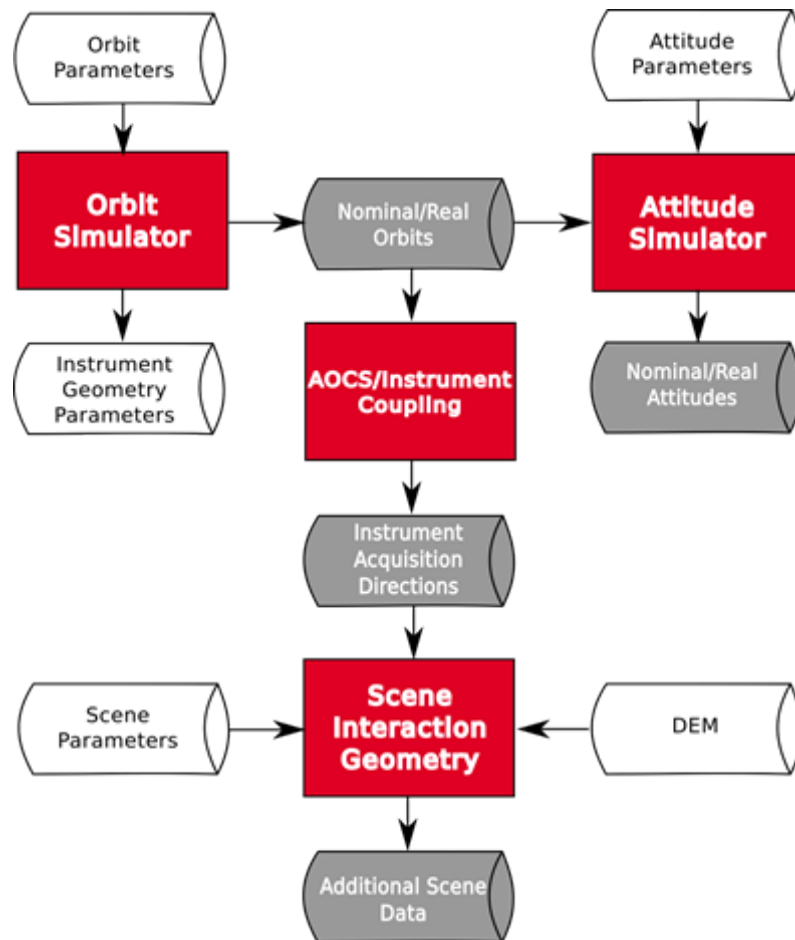 Orbit
Parameters
Attitude
Parameters
Orbit
Simulator
Nominal/Real
Orbits
Attitude
Simulator
Instrument
Geometry
Parameters
AOCS/Instrument
Coupling
Nominal/Real
Attitudes
Instrument
Acquisition
Directions
Scene
Parameters
Scene
Interaction
Geometry
DEM
Additional Scene
Data